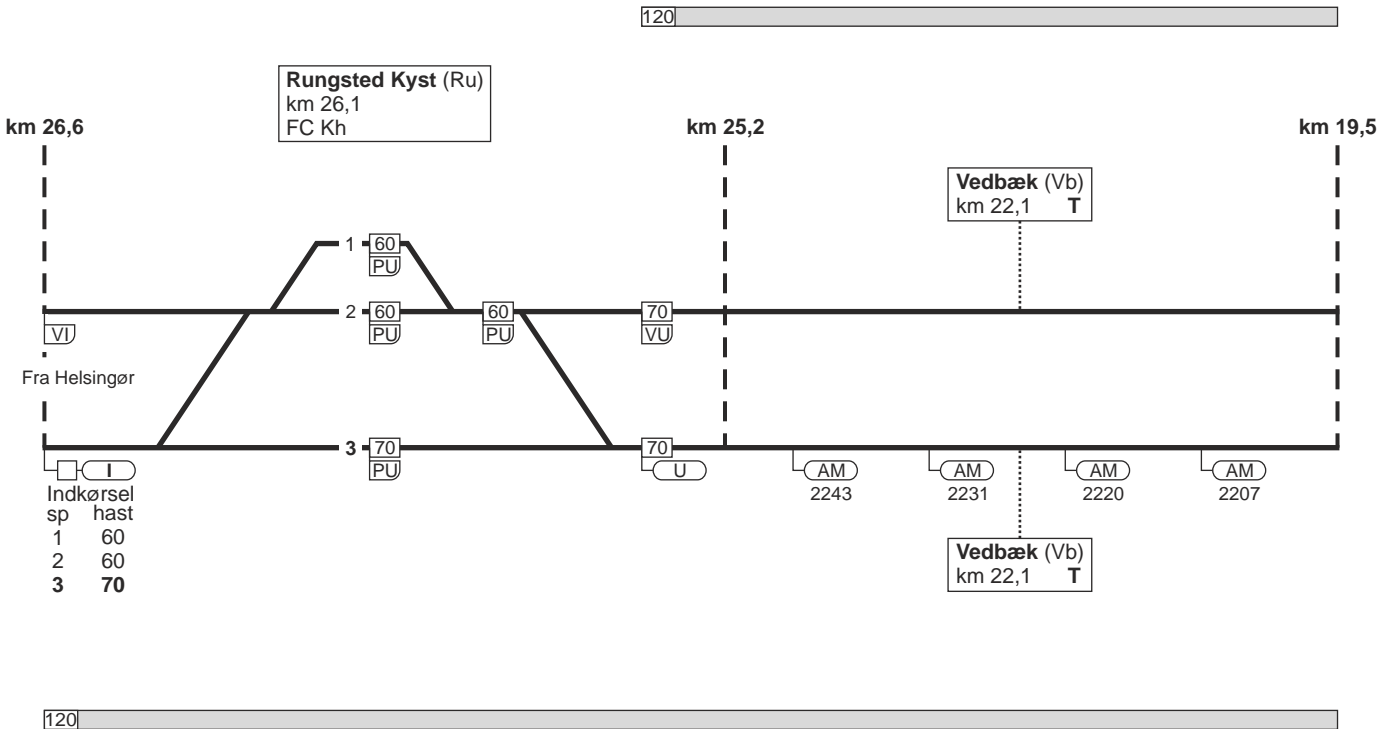 120
Rungsted Kyst (Ru)
km 26,1
FC Kh
km 26,6
km 25,2
km 19,5
Vedbæk (Vb)
km 22,1 T
1 60
PU
2 60 60 70
VI PU PU VU
Fra Helsingør
3 70 70
I PU U AM AM AM AM
2243 2231 2220 2207
Indkørsel
sp hast
1 60
2 60
3 70
Vedbæk (Vb)
km 22,1 T
120